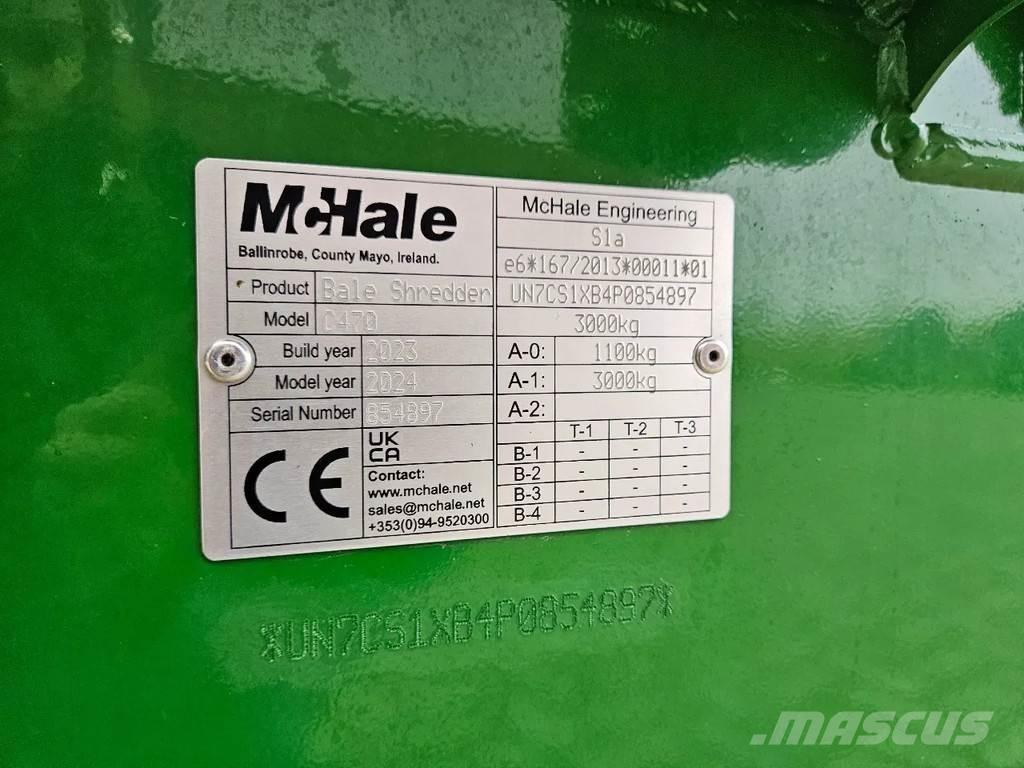 McHale
Ballinrobe, County Mayo, Ireland.
Product Bale Shredder
Model C470
Build year 2023
Model year 2024
Serial Number 854897
CE
UK
CA
Contact:
www.mchale.net
sales@mchale.net
+353(0)94-9520300
McHale Engineering
S1a
e6*167/2013*00011*01
UN7CS1XB4P0854897
3000kg
A-0: 1100kg
A-1: 3000kg
A-2:
T-1 T-2 T-3
B-1 - - -
B-2 - - -
B-3 - - -
B-4 - - -
*UN7CS1XB4P0854897*
MASCUS